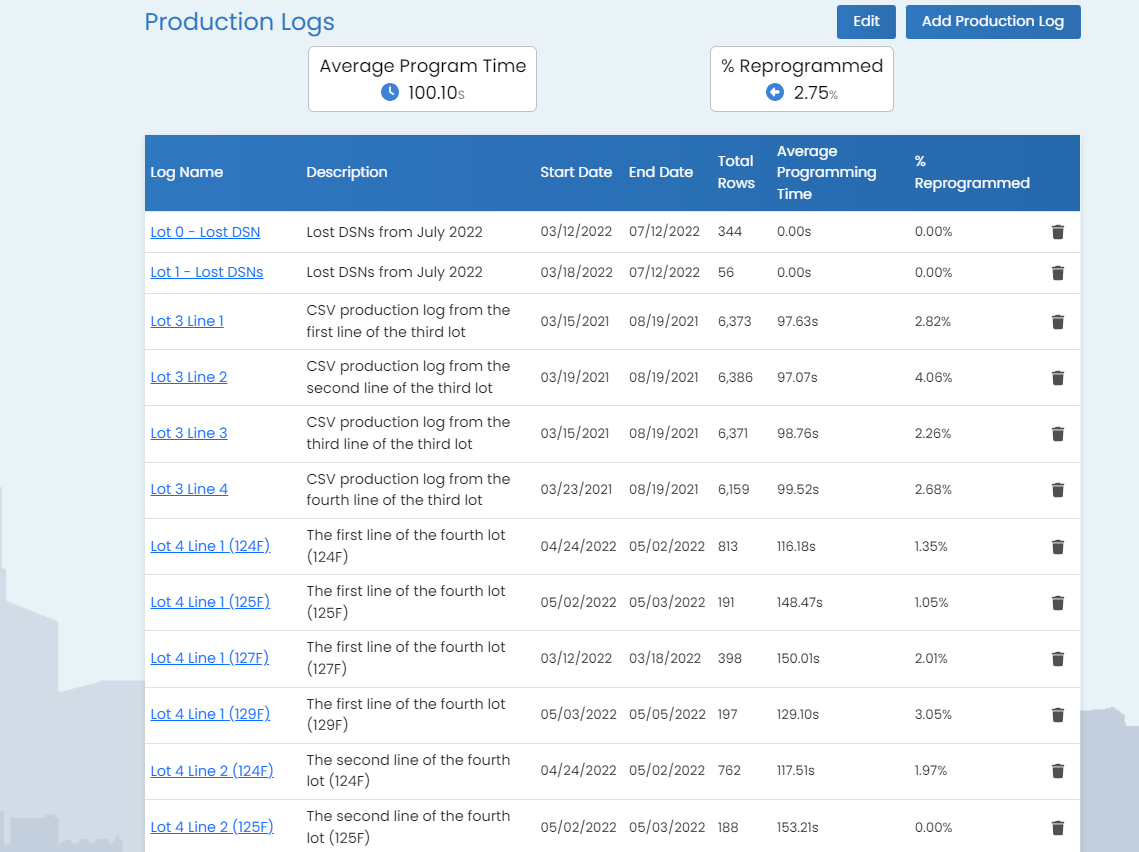 Production Logs
Edit
Add Production Log
Average Program Time
100.10s
% Reprogrammed
2.75%
Log Name Description Start Date End Date Total Rows Average Programming Time % Reprogrammed
Lot 0 - Lost DSN Lost DSNs from July 2022 03/12/2022 07/12/2022 344 0.00s 0.00%
Lot 1 - Lost DSNs Lost DSNs from July 2022 03/18/2022 07/12/2022 56 0.00s 0.00%
Lot 3 Line 1 CSV production log from the first line of the third lot 03/15/2021 08/19/2021 6,373 97.63s 2.82%
Lot 3 Line 2 CSV production log from the second line of the third lot 03/19/2021 08/19/2021 6,386 97.07s 4.06%
Lot 3 Line 3 CSV production log from the third line of the third lot 03/15/2021 08/19/2021 6,371 98.76s 2.26%
Lot 3 Line 4 CSV production log from the fourth line of the third lot 03/23/2021 08/19/2021 6,159 99.52s 2.68%
Lot 4 Line 1 (124F) The first line of the fourth lot (124F) 04/24/2022 05/02/2022 813 116.18s 1.35%
Lot 4 Line 1 (125F) The first line of the fourth lot (125F) 05/02/2022 05/03/2022 191 148.47s 1.05%
Lot 4 Line 1 (127F) The first line of the fourth lot (127F) 03/12/2022 03/18/2022 398 150.01s 2.01%
Lot 4 Line 1 (129F) The first line of the fourth lot (129F) 05/03/2022 05/05/2022 197 129.10s 3.05%
Lot 4 Line 2 (124F) The second line of the fourth lot (124F) 04/24/2022 05/02/2022 762 117.51s 1.97%
Lot 4 Line 2 (125F) The second line of the fourth lot (125F) 05/02/2022 05/03/2022 188 153.21s 0.00%